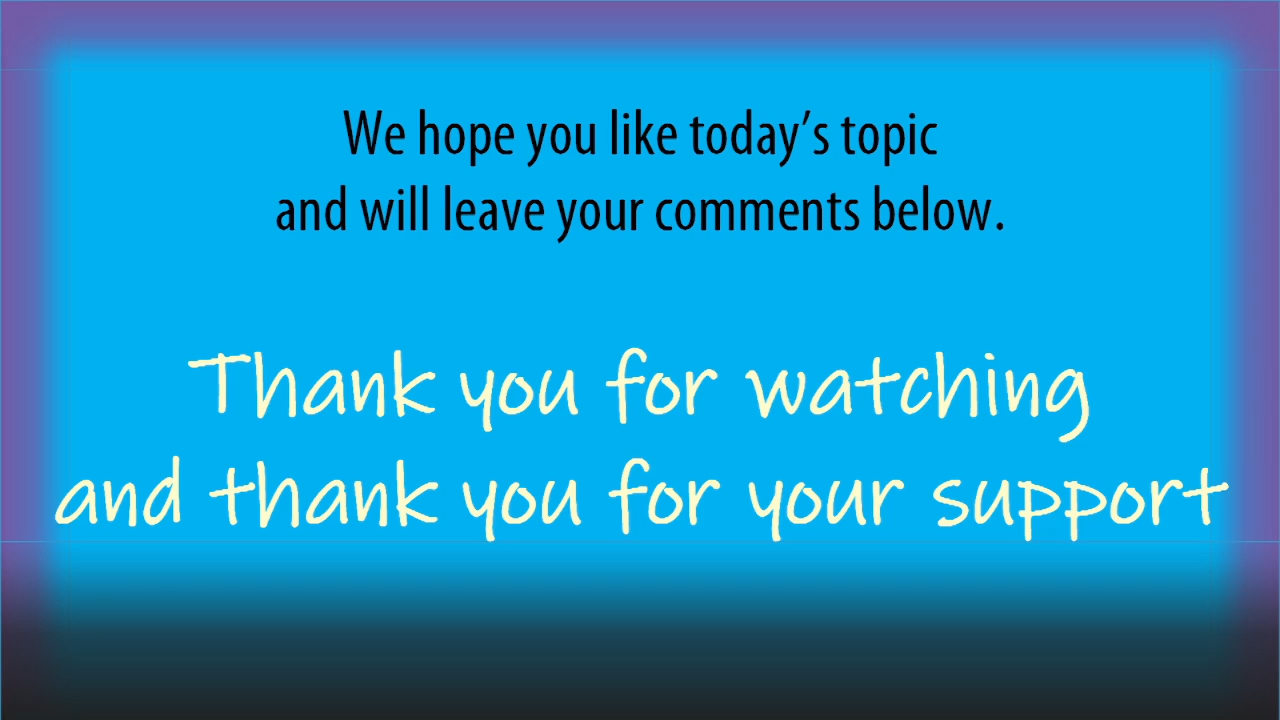 We hope you like today’s topic
and will leave your comments below.
Thank you for watching
and thank you for your support